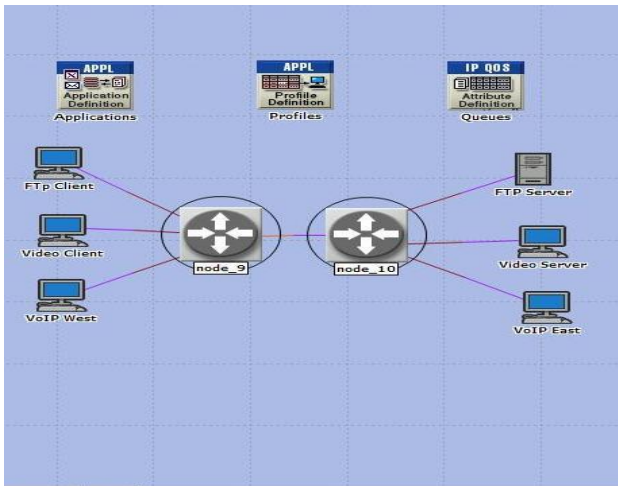 APPL
Application
Definition
Applications
APPL
Profile
Definition
Profiles
IP QOS
Attribute
Definition
Queues
FTp Client
FTP Server
Video Client
Video Server
node_9
node_10
VoIP West
VoIP East